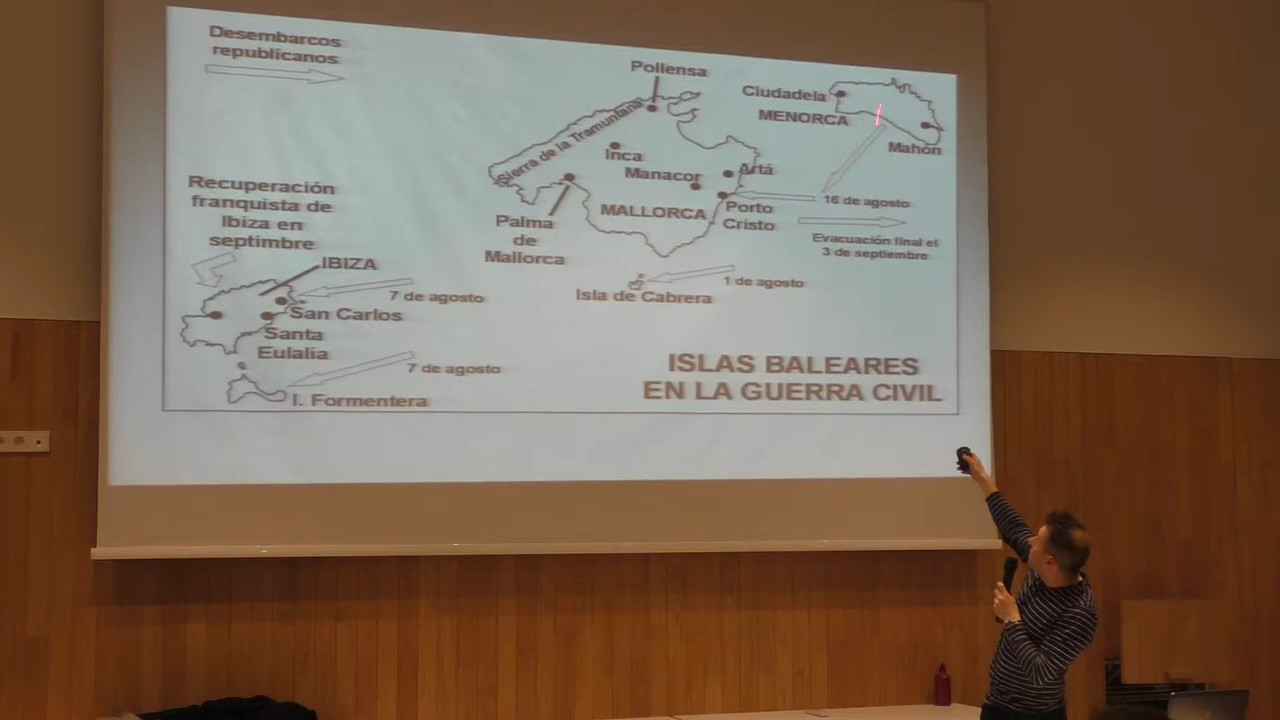 Desembarcos
republicanos
Pollensa
Sierra de la Tramuntana
Inca
Manacor
Artá
MALLORCA
Porto
Cristo
Palma
de
Mallorca
Ciudadela
MENORCA
Mahón
16 de agosto
Evacuación final el
3 de septiembre
1 de agosto
Isla de Cabrera
Recuperación
franquista de
Ibiza en
septimbre
IBIZA
7 de agosto
San Carlos
Santa
Eulalia
7 de agosto
I. Formentera
ISLAS BALEARES
EN LA GUERRA CIVIL